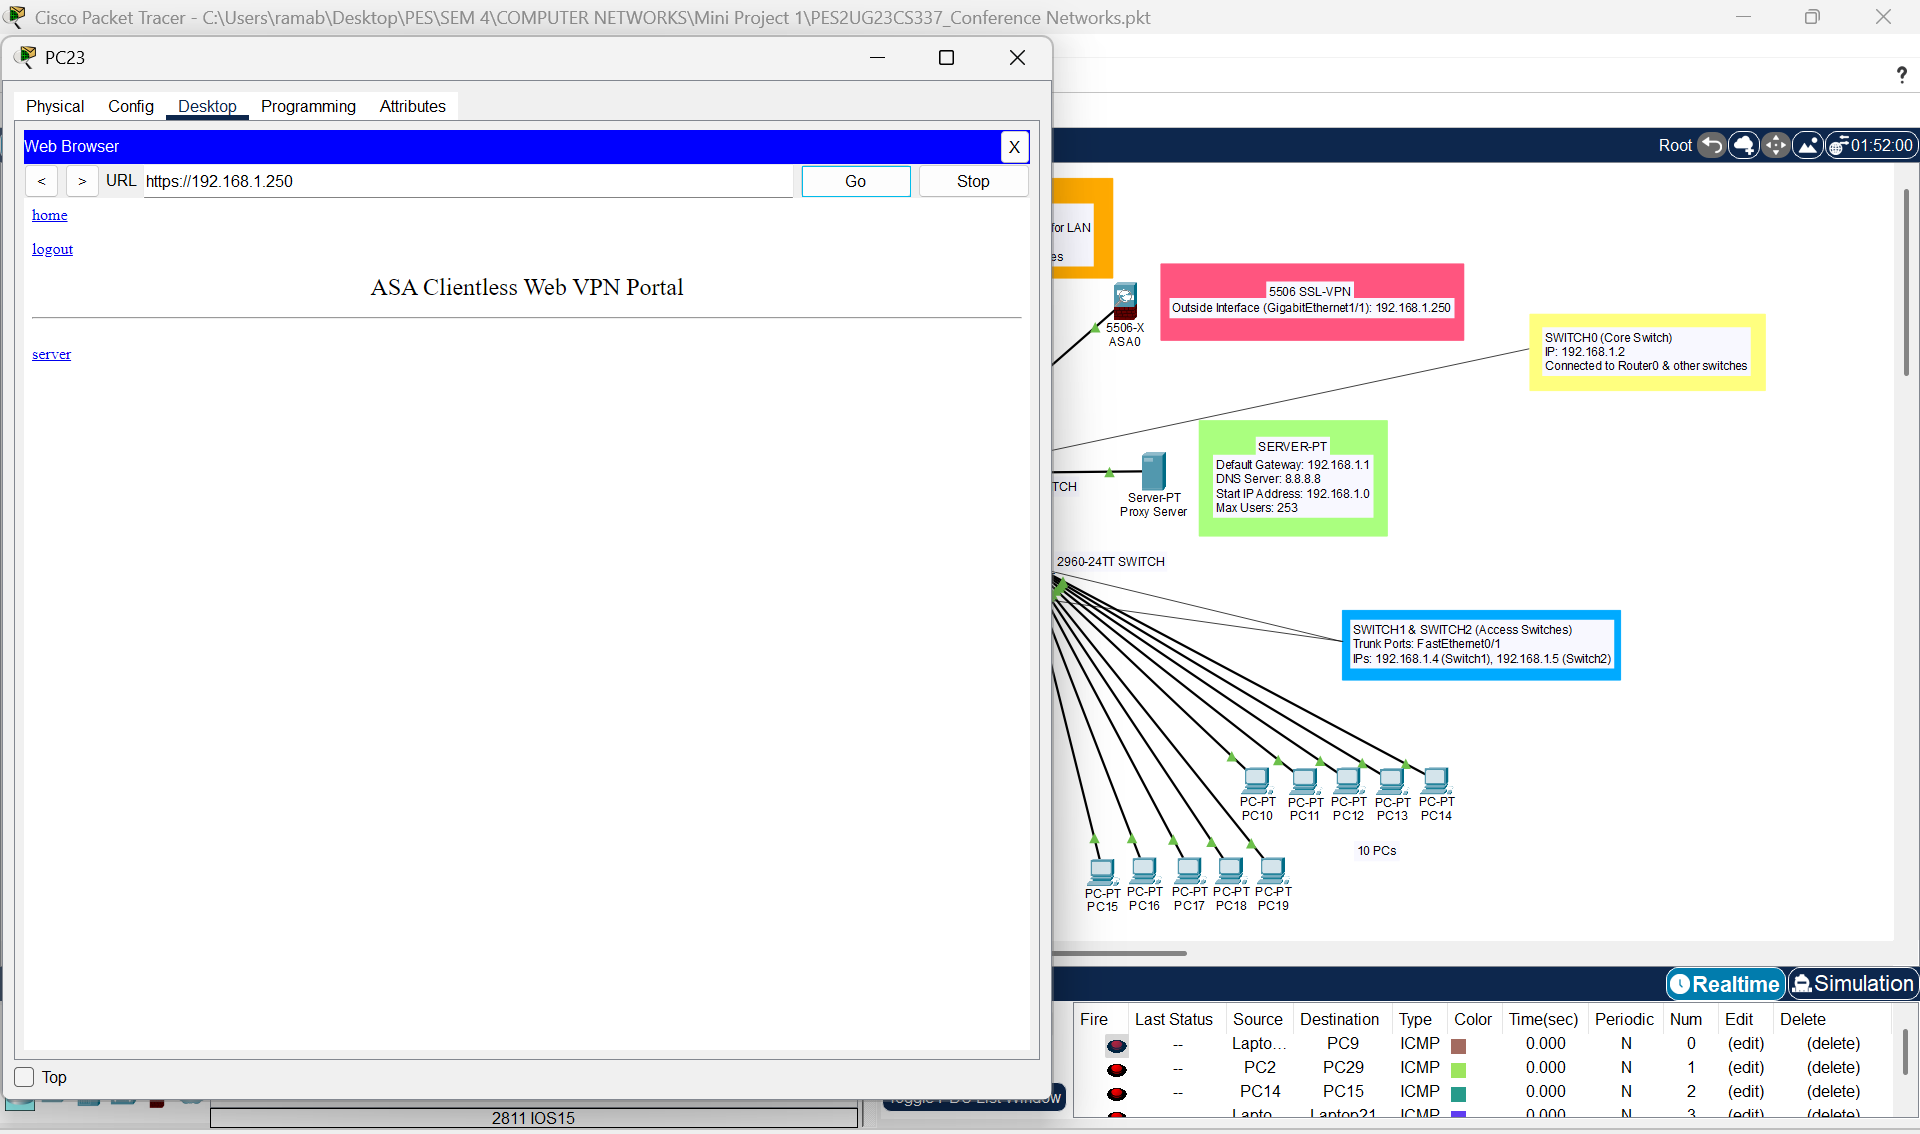 Cisco Packet Tracer - C:\Users\ramab\Desktop\PES\SEM 4\COMPUTER NETWORKS\Mini Project 1\PES2UG23CS337_Conference Networks.pkt
PC23
Physical Config Desktop Programming Attributes
Web Browser X
< > URL https://192.168.1.250 Go Stop
home
logout
ASA Clientless Web VPN Portal
server
Top
2811 IOS15
?
Root 01:52:00
for LAN
es
5506-X
ASA0
5506 SSL-VPN
Outside Interface (GigabitEthernet1/1): 192.168.1.250
SWITCH0 (Core Switch)
IP: 192.168.1.2
Connected to Router0 & other switches
TCH
Server-PT
Proxy Server
SERVER-PT
Default Gateway: 192.168.1.1
DNS Server: 8.8.8.8
Start IP Address: 192.168.1.0
Max Users: 253
2960-24TT SWITCH
SWITCH1 & SWITCH2 (Access Switches)
Trunk Ports: FastEthernet0/1
IPs: 192.168.1.4 (Switch1), 192.168.1.5 (Switch2)
PC-PT PC-PT PC-PT PC-PT PC-PT
PC10 PC11 PC12 PC13 PC14
10 PCs
PC-PT PC-PT PC-PT PC-PT PC-PT
PC15 PC16 PC17 PC18 PC19
Realtime Simulation
Fire Last Status Source Destination Type Color Time(sec) Periodic Num Edit Delete
-- Lapto... PC9 ICMP 0.000 N 0 (edit) (delete)
-- PC2 PC29 ICMP 0.000 N 1 (edit) (delete)
-- PC14 PC15 ICMP 0.000 N 2 (edit) (delete)
-- Lapto... Laptop21 ICMP 0.000 N 3 (edit) (delete)
Toggle PDU List Window